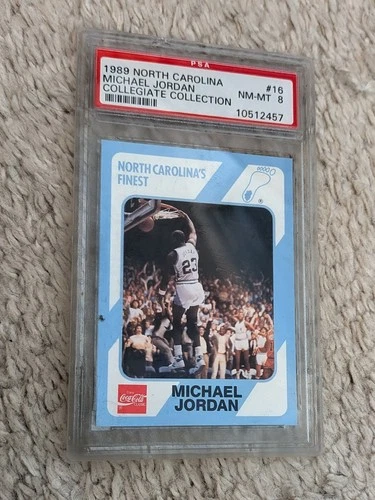 PSA
1989 NORTH CAROLINA #16
MICHAEL JORDAN NM-MT 8
COLLEGIATE COLLECTION
10512457
NORTH CAROLINA'S
FINEST
®
23
Coca-Cola
MICHAEL
JORDAN